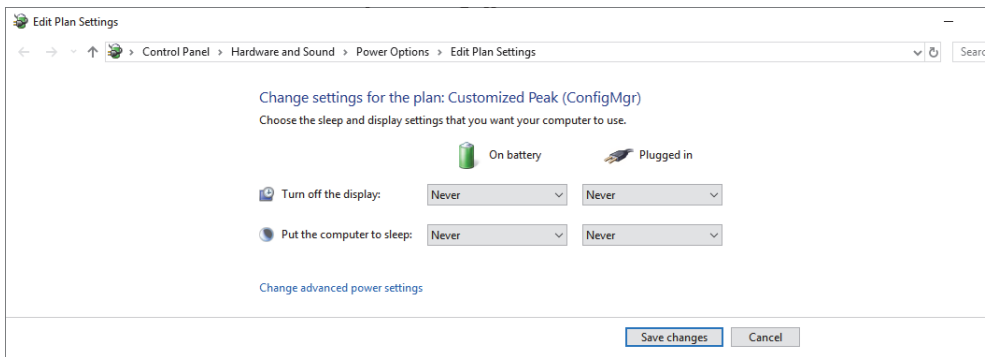 Edit Plan Settings
Control Panel > Hardware and Sound > Power Options > Edit Plan Settings
Change settings for the plan: Customized Peak (ConfigMgr)
Choose the sleep and display settings that you want your computer to use.
On battery Plugged in
Turn off the display: Never Never
Put the computer to sleep: Never Never
Change advanced power settings
Save changes Cancel